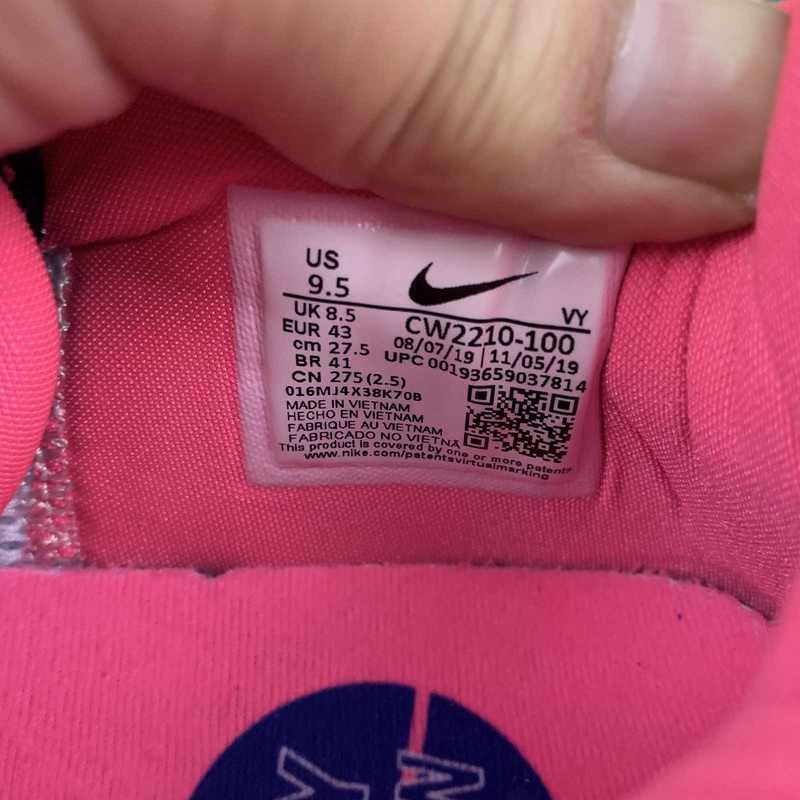 US
9.5
VY
UK 8.5
CW2210-100
EUR 43
08/07/19 | 11/05/19
cm 27.5
UPC 00193659037814
BR 41
CN 275 (2.5)
016MJ4X38K70B
MADE IN VIETNAM
HECHO EN VIETNAM
FABRIQUE AU VIETNAM
FABRICADO NO VIETNÃ
This product is covered by one or more patents
www.nike.com/patentsvirtualmarking